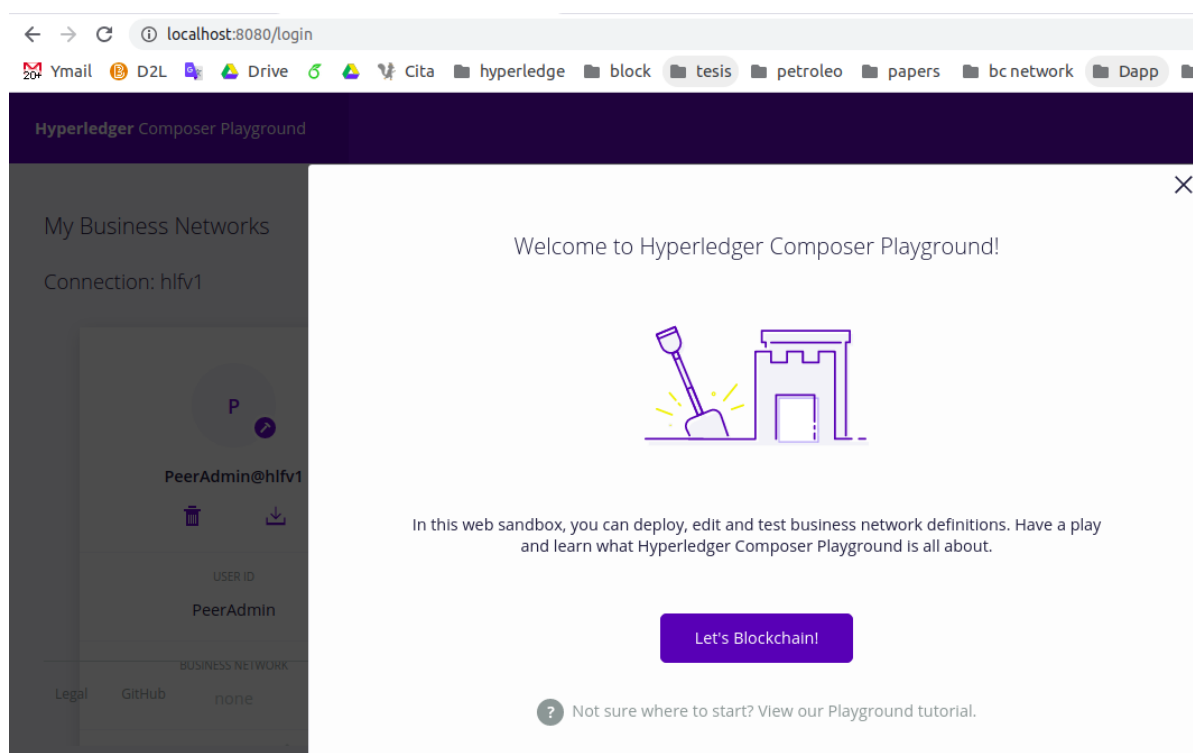 localhost:8080/login
20+ Ymail D2L Drive Cita hyperledge block tesis petroleo papers bc network Dapp
Hyperledger Composer Playground
My Business Networks
Connection: hlfv1
P
PeerAdmin@hlfv1
USER ID
PeerAdmin
BUSINESS NETWORK
none
Legal GitHub
Welcome to Hyperledger Composer Playground!
In this web sandbox, you can deploy, edit and test business network definitions. Have a play
and learn what Hyperledger Composer Playground is all about.
Let's Blockchain!
? Not sure where to start? View our Playground tutorial.